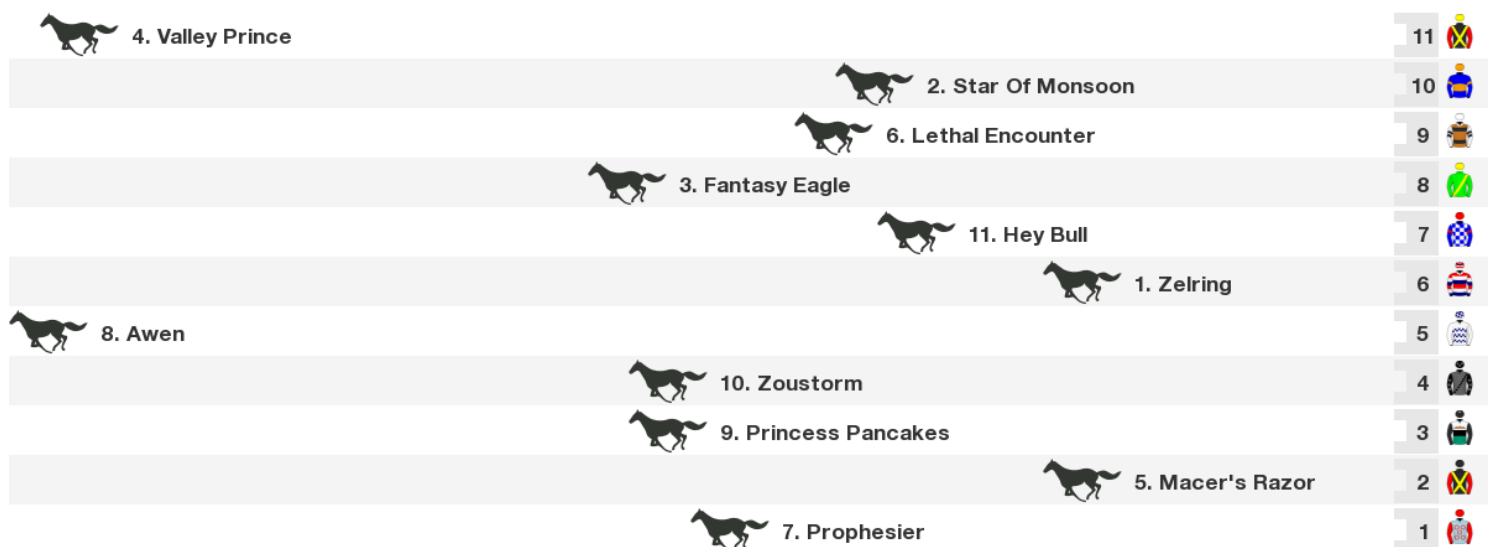 4. Valley Prince 11
2. Star Of Monsoon 10
6. Lethal Encounter 9
3. Fantasy Eagle 8
11. Hey Bull 7
1. Zelring 6
8. Awen 5
10. Zoustorm 4
9. Princess Pancakes 3
5. Macer's Razor 2
7. Prophesier 1